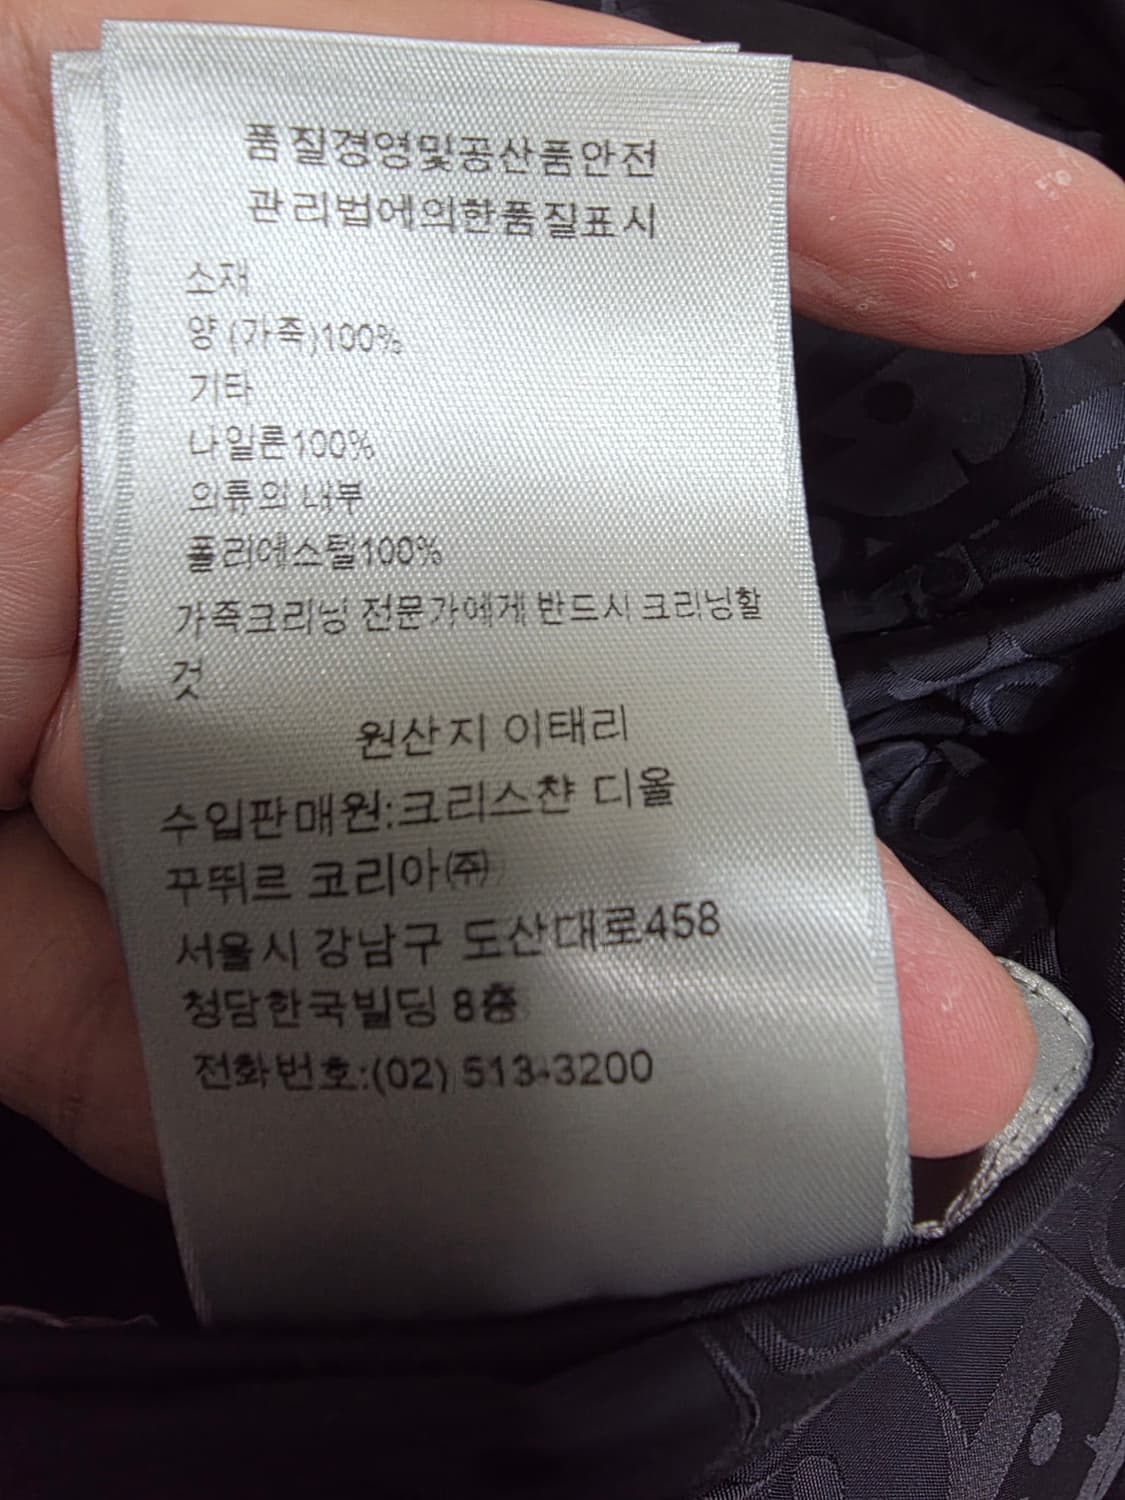 품질경영및공산품안전
관리법에의한품질표시
소재
양 (가죽)100%
기타
나일론100%
의류의 내부
폴리에스텔100%
가죽크리닝 전문가에게 반드시 크리닝할
것
원산지 이태리
수입판매원:크리스챤 디올
꾸뛰르 코리아㈜
서울시 강남구 도산대로458
청담한국빌딩 8층
전화번호:(02) 513-3200